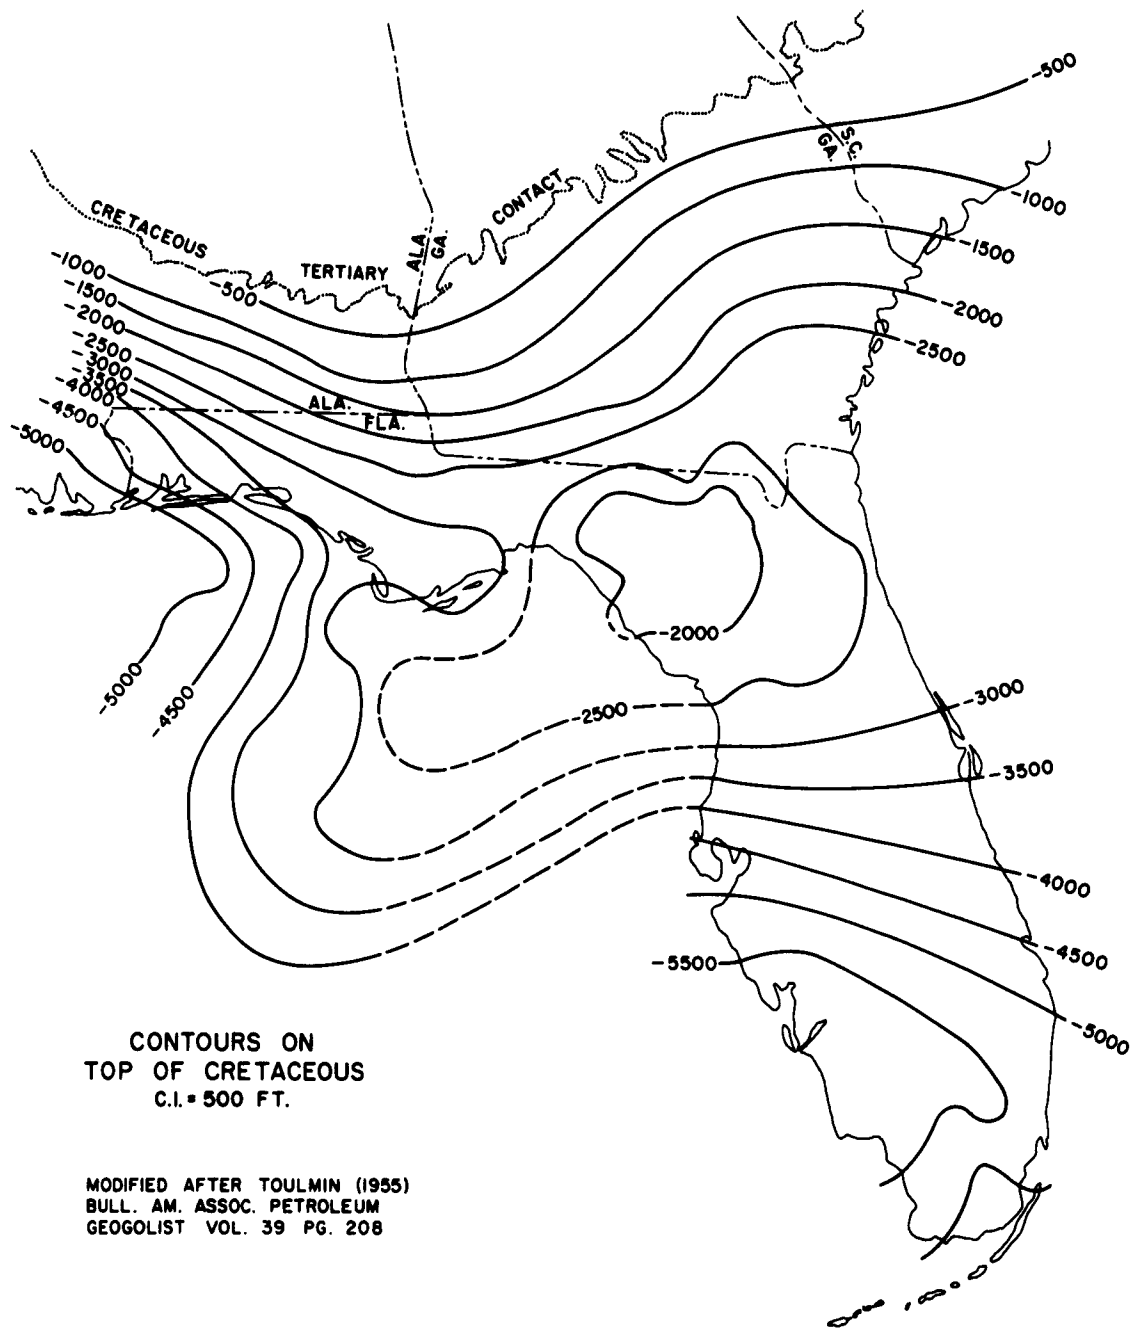 -500
S.C.
GA.
-1000
CONTACT
CRETACEOUS
ALA.
GA.
-1500
TERTIARY
-1000
-500
-1500
-2000
-2000
-2500
-2500
-3000
-3500
-4000
ALA.
FLA.
-4500
-5000
-2000
-5000
-4500
-3000
-2500
-3500
-4000
-4500
-5500
-5000
CONTOURS ON
TOP OF CRETACEOUS
C.I. = 500 FT.
MODIFIED AFTER TOULMIN (1955)
BULL. AM. ASSOC. PETROLEUM
GEOGOLIST VOL. 39 PG. 208